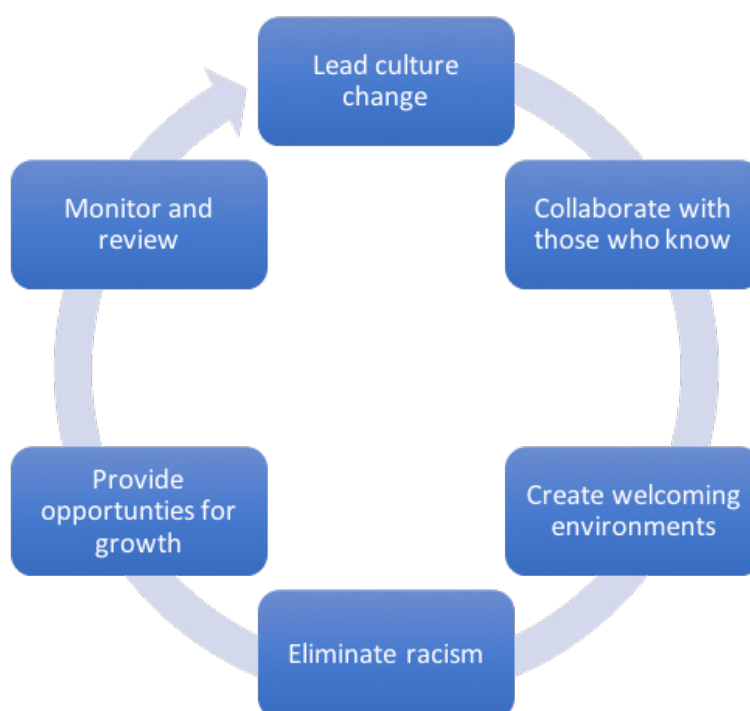 Lead culture
change
Collaborate with
those who know
Create welcoming
environments
Eliminate racism
Provide
opportunties for
growth
Monitor and
review